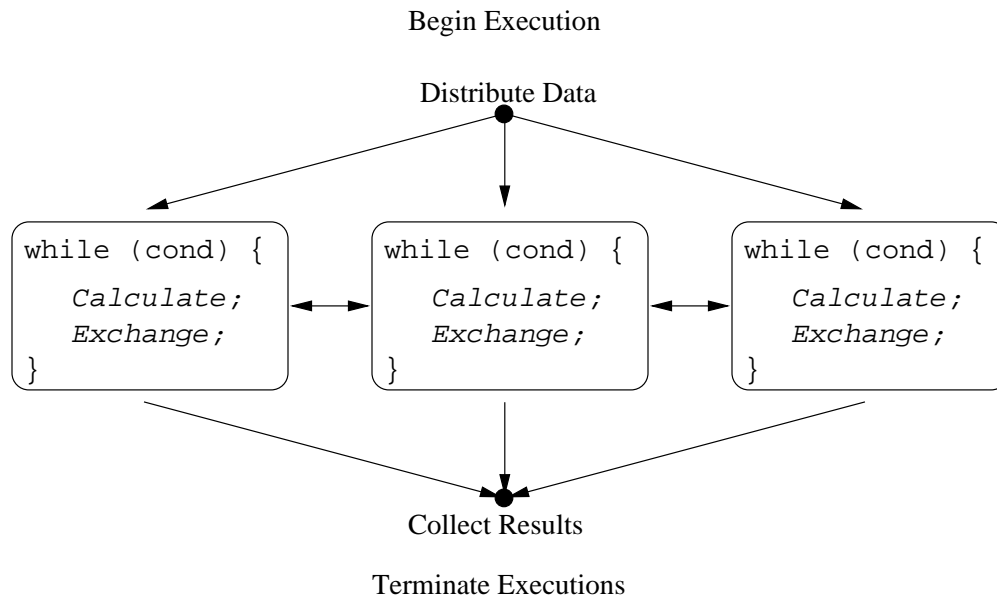 Begin Execution
Distribute Data
while (cond) {
Calculate;
Exchange;
}
while (cond) {
Calculate;
Exchange;
}
while (cond) {
Calculate;
Exchange;
}
Collect Results
Terminate Executions